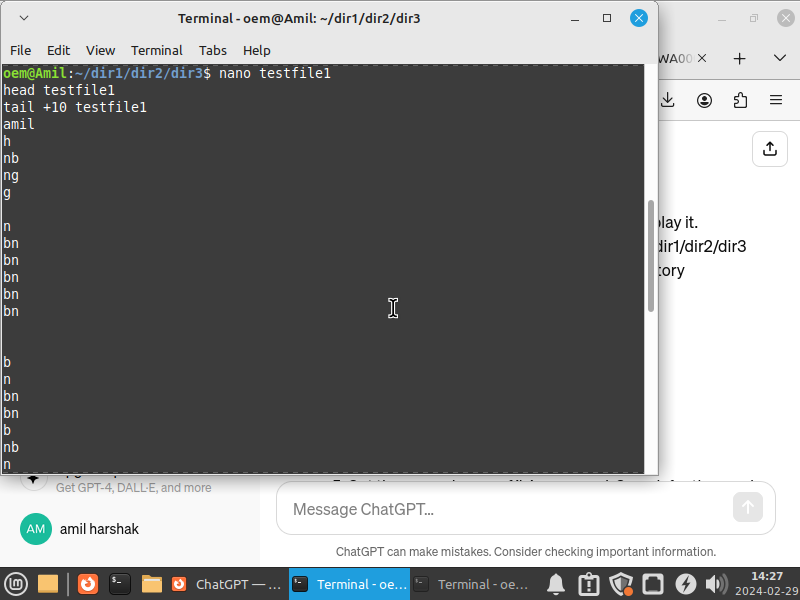 Terminal - oem@Amil: ~/dir1/dir2/dir3
File Edit View Terminal Tabs Help
oem@Amil:~/dir1/dir2/dir3$ nano testfile1
head testfile1
tail +10 testfile1
amil
h
nb
ng
g
n
bn
bn
bn
bn
bn
b
n
bn
bn
b
nb
n
WA00
lay it.
dir1/dir2/dir3
tory
Get GPT-4, DALL·E, and more
AM amil harshak
Message ChatGPT...
ChatGPT can make mistakes. Consider checking important information.
ChatGPT — ...
Terminal - oe...
Terminal - oe...
14:27
2024-02-29